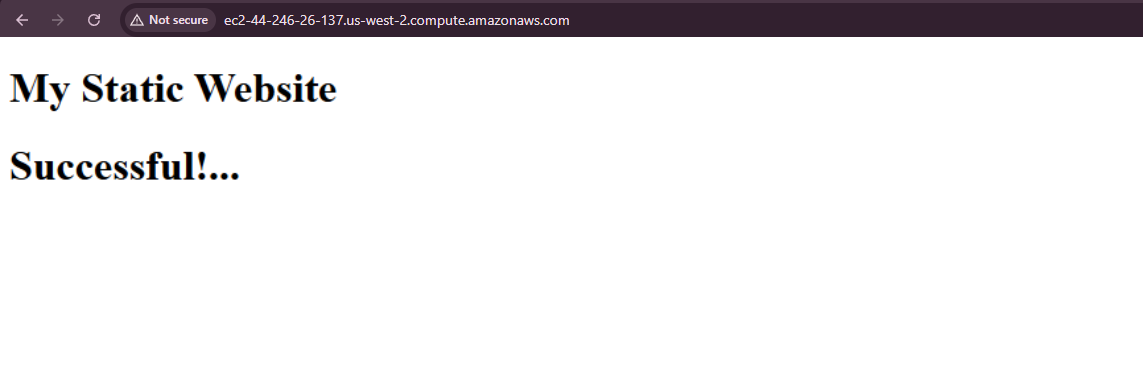 Not secure ec2-44-246-26-137.us-west-2.compute.amazonaws.com
My Static Website
Successful!...